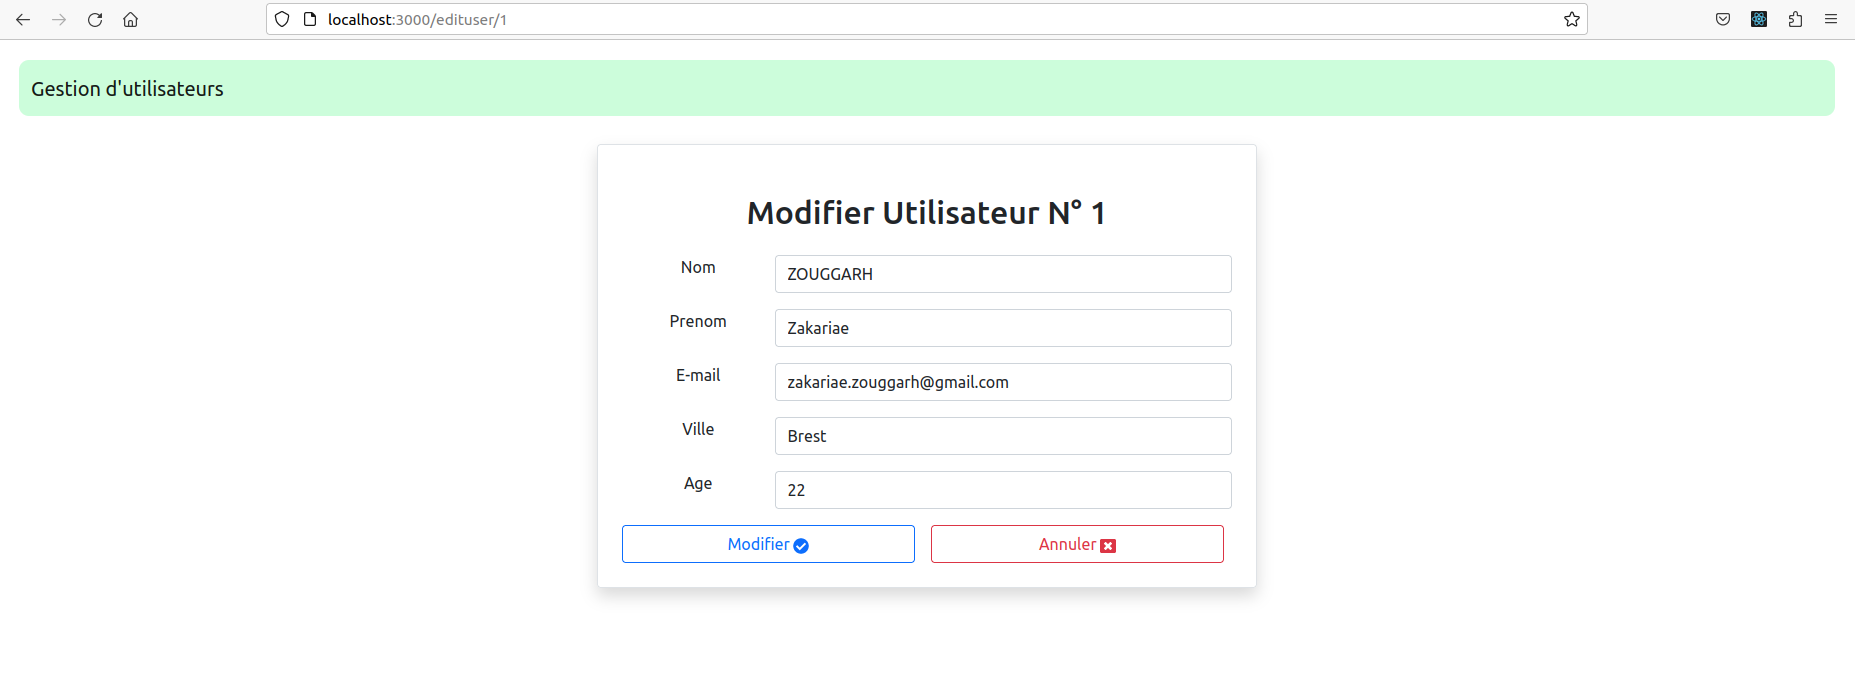 localhost:3000/edituser/1
Gestion d'utilisateurs
Modifier Utilisateur N° 1
Nom ZOUGGARH
Prenom Zakariae
E-mail zakariae.zouggarh@gmail.com
Ville Brest
Age 22
Modifier Annuler